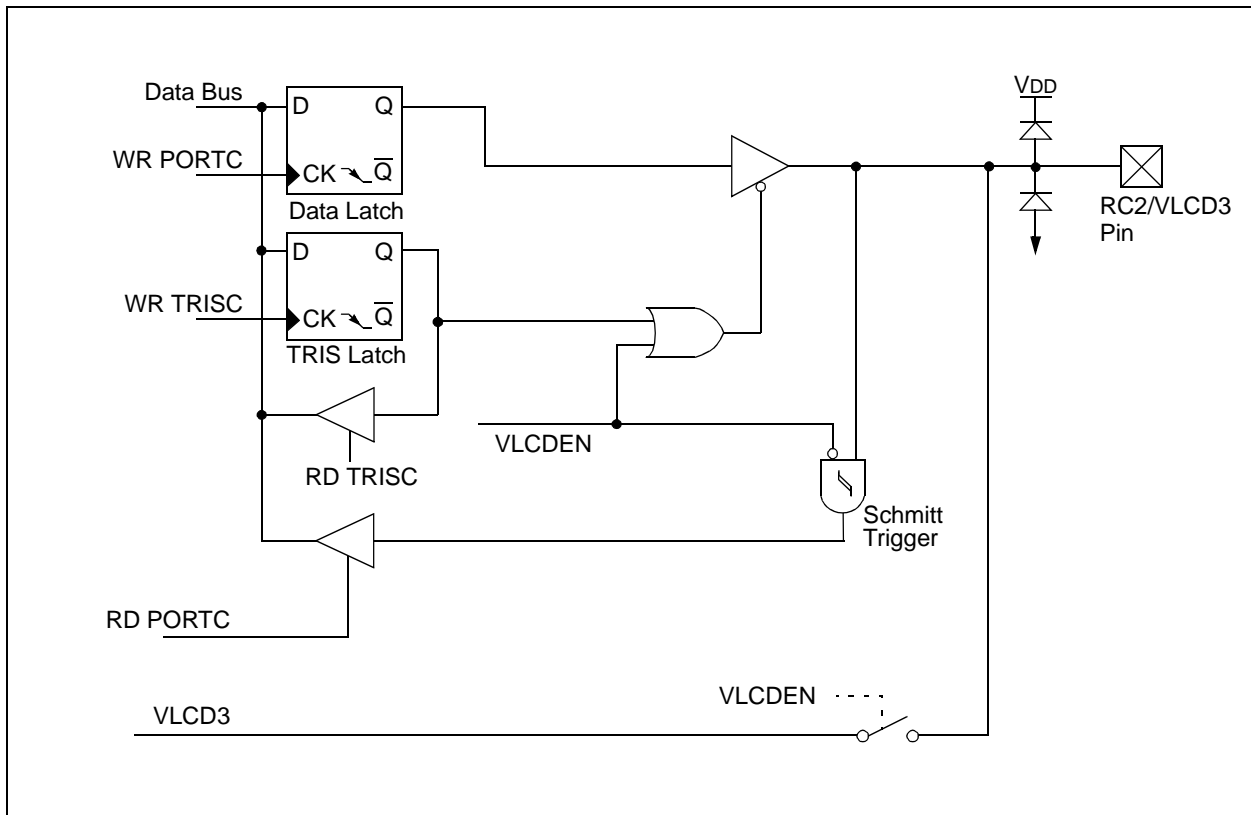 Data Bus
D Q
WR PORTC
CK Q̅
Data Latch
VDD
RC2/VLCD3
Pin
D Q
WR TRISC
CK Q̅
TRIS Latch
VLCDEN
RD TRISC
Schmitt
Trigger
RD PORTC
VLCDEN
VLCD3